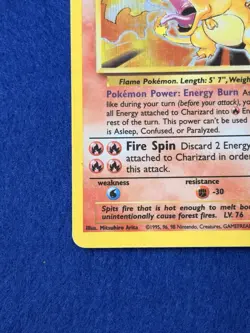 Flame Pokémon. Length: 5' 7", Weigh
Pokémon Power: Energy Burn As
like during your turn (before your attack), yo
all Energy attached to Charizard into En
rest of the turn. This power can't be used
is Asleep, Confused, or Paralyzed.
Fire Spin Discard 2 Energy
attached to Charizard in order
this attack.
weakness resistance
-30
Spits fire that is hot enough to melt bou
unintentionally cause forest fires. LV. 76
Illus. Mitsuhiro Arita ©1995, 96, 98 Nintendo, Creatures, GAMEFREAK